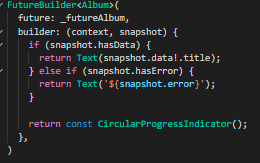 FutureBuilder<Album>(
  future: _futureAlbum,
  builder: (context, snapshot) {
    if (snapshot.hasData) {
      return Text(snapshot.data!.title);
    } else if (snapshot.hasError) {
      return Text('${snapshot.error}');
    }

    return const CircularProgressIndicator();
  },
)